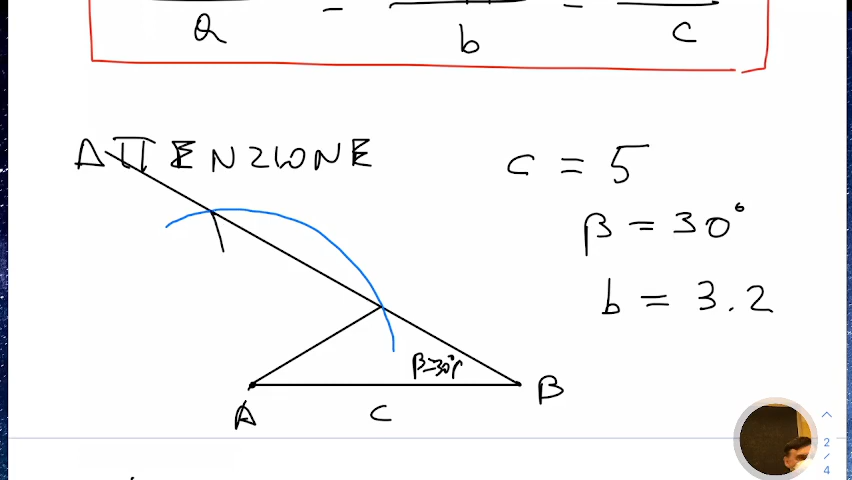 a = b = c
ATTENZIONE
c = 5
β = 30°
b = 3.2
β=30°
A c B
2
/
4